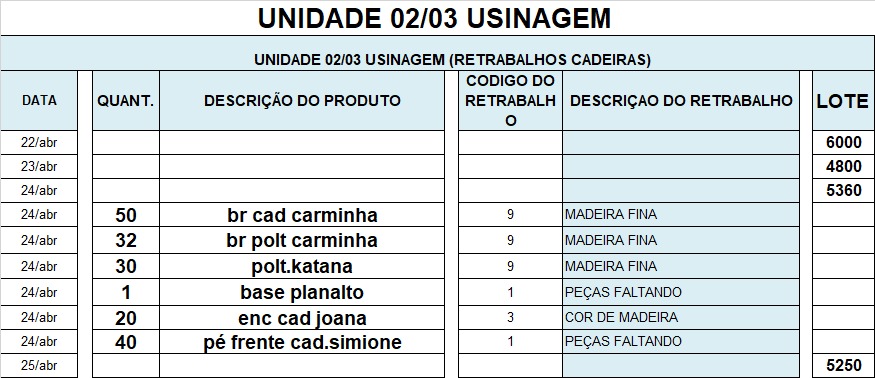 UNIDADE 02/03 USINAGEM
UNIDADE 02/03 USINAGEM (RETRABALHOS CADEIRAS)
DATA QUANT. DESCRIÇÃO DO PRODUTO CODIGO DO RETRABALH O DESCRIÇAO DO RETRABALHO LOTE
22/abr 6000
23/abr 4800
24/abr 5360
24/abr 50 br cad carminha 9 MADEIRA FINA
24/abr 32 br polt carminha 9 MADEIRA FINA
24/abr 30 polt.katana 9 MADEIRA FINA
24/abr 1 base planalto 1 PEÇAS FALTANDO
24/abr 20 enc cad joana 3 COR DE MADEIRA
24/abr 40 pé frente cad.simione 1 PEÇAS FALTANDO
25/abr 5250